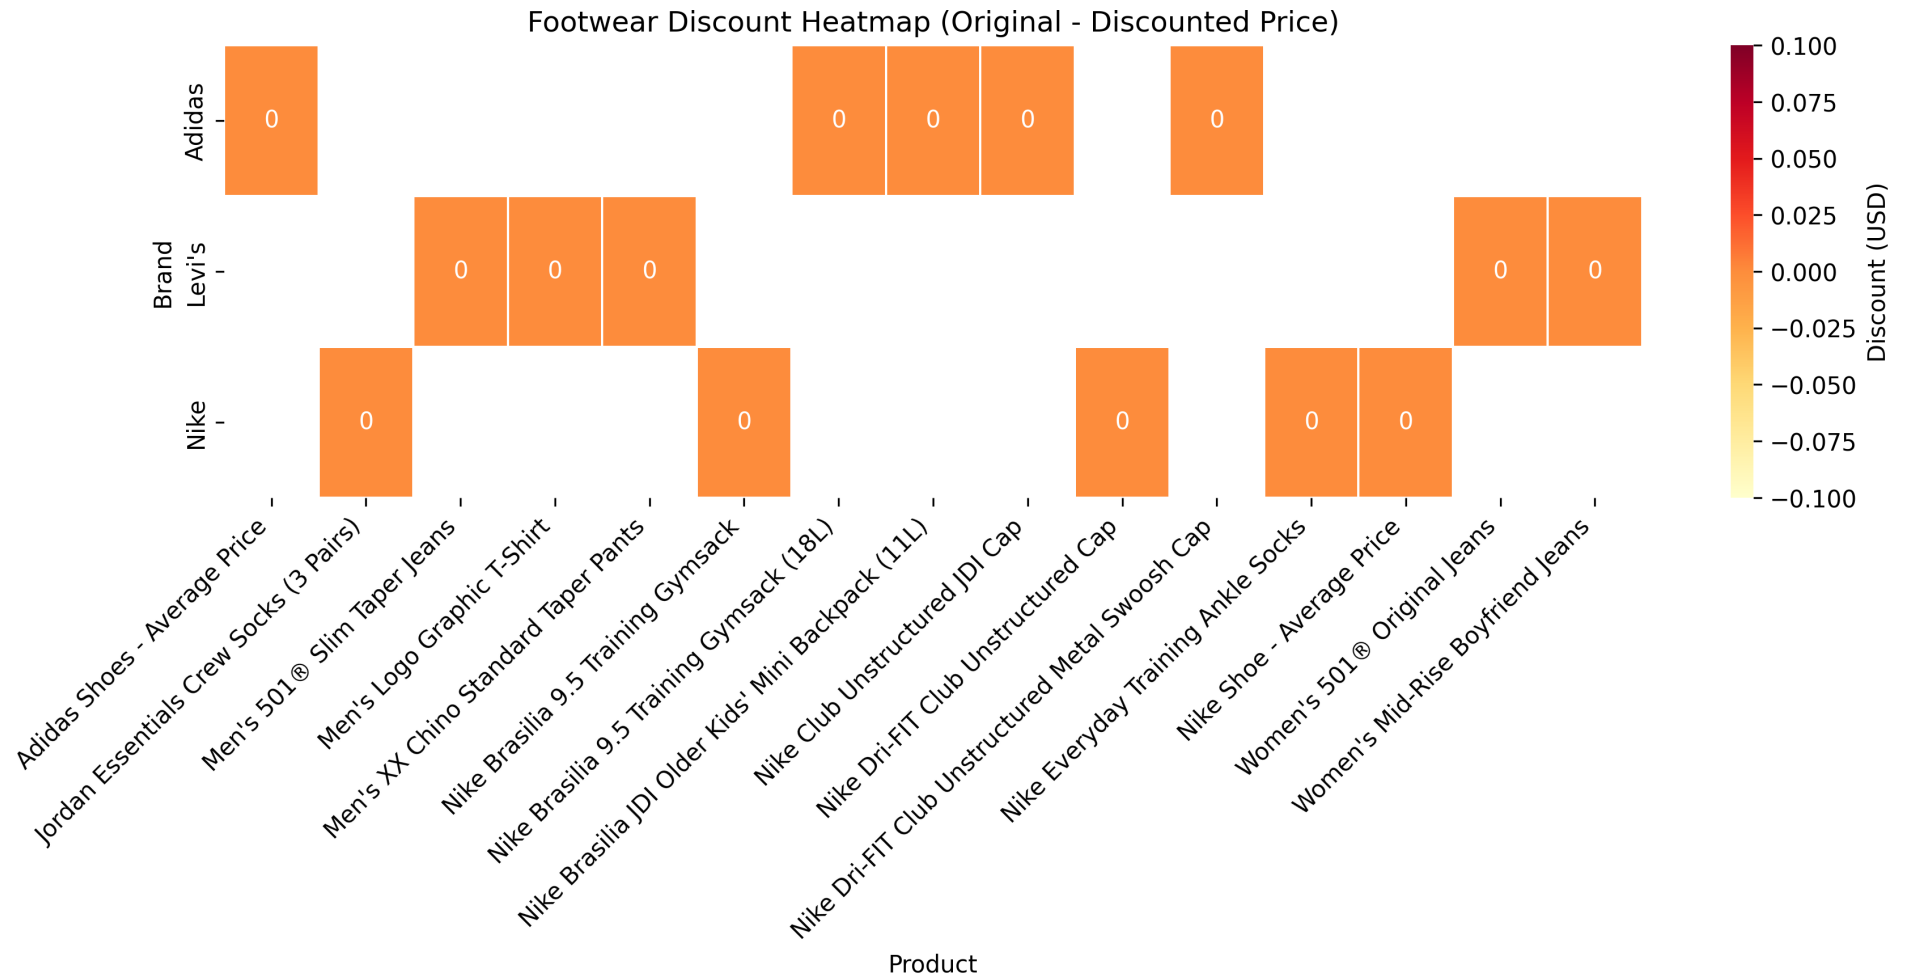 Footwear Discount Heatmap (Original - Discounted Price)
Brand
Adidas
Levi's
Nike
0 0 0 0 0
0 0 0 0 0
0 0 0 0 0
Adidas Shoes - Average Price
Jordan Essentials Crew Socks (3 Pairs)
Men's 501® Slim Taper Jeans
Men's Logo Graphic T-Shirt
Men's XX Chino Standard Taper Pants
Nike Brasilia 9.5 Training Gymsack
Nike Brasilia 9.5 Training Gymsack (18L)
Nike Brasilia JDI Older Kids' Mini Backpack (11L)
Nike Club Unstructured JDI Cap
Nike Dri-FIT Club Unstructured Cap
Nike Dri-FIT Club Unstructured Metal Swoosh Cap
Nike Everyday Training Ankle Socks
Nike Shoe - Average Price
Women's 501® Original Jeans
Women's Mid-Rise Boyfriend Jeans
Product
0.100
0.075
0.050
0.025
0.000
−0.025
−0.050
−0.075
−0.100
Discount (USD)